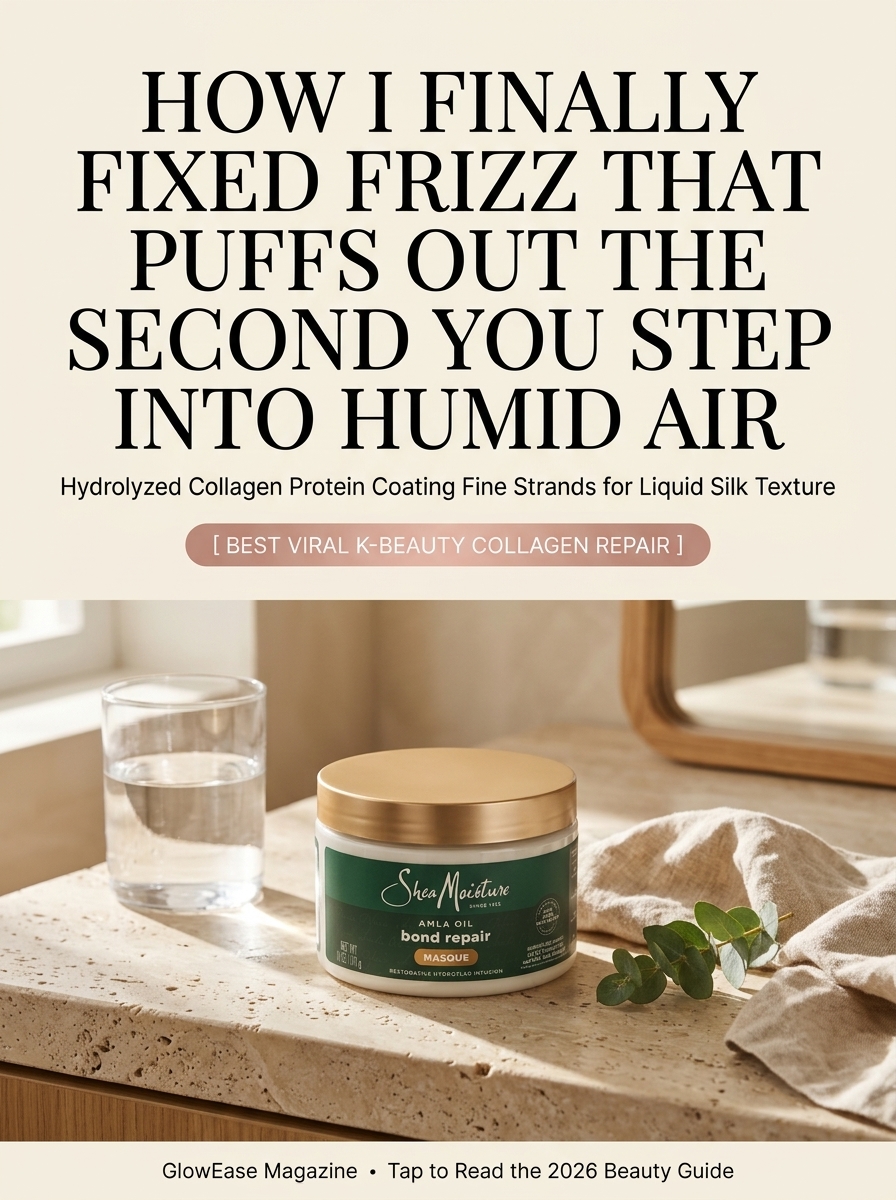 HOW I FINALLY
FIXED FRIZZ THAT
PUFFS OUT THE
SECOND YOU STEP
INTO HUMID AIR
Hydrolyzed Collagen Protein Coating Fine Strands for Liquid Silk Texture
[ BEST VIRAL K-BEAUTY COLLAGEN REPAIR ]
Shea Moisture
AMLA OIL
bond repair
MASQUE
GlowEase Magazine • Tap to Read the 2026 Beauty Guide